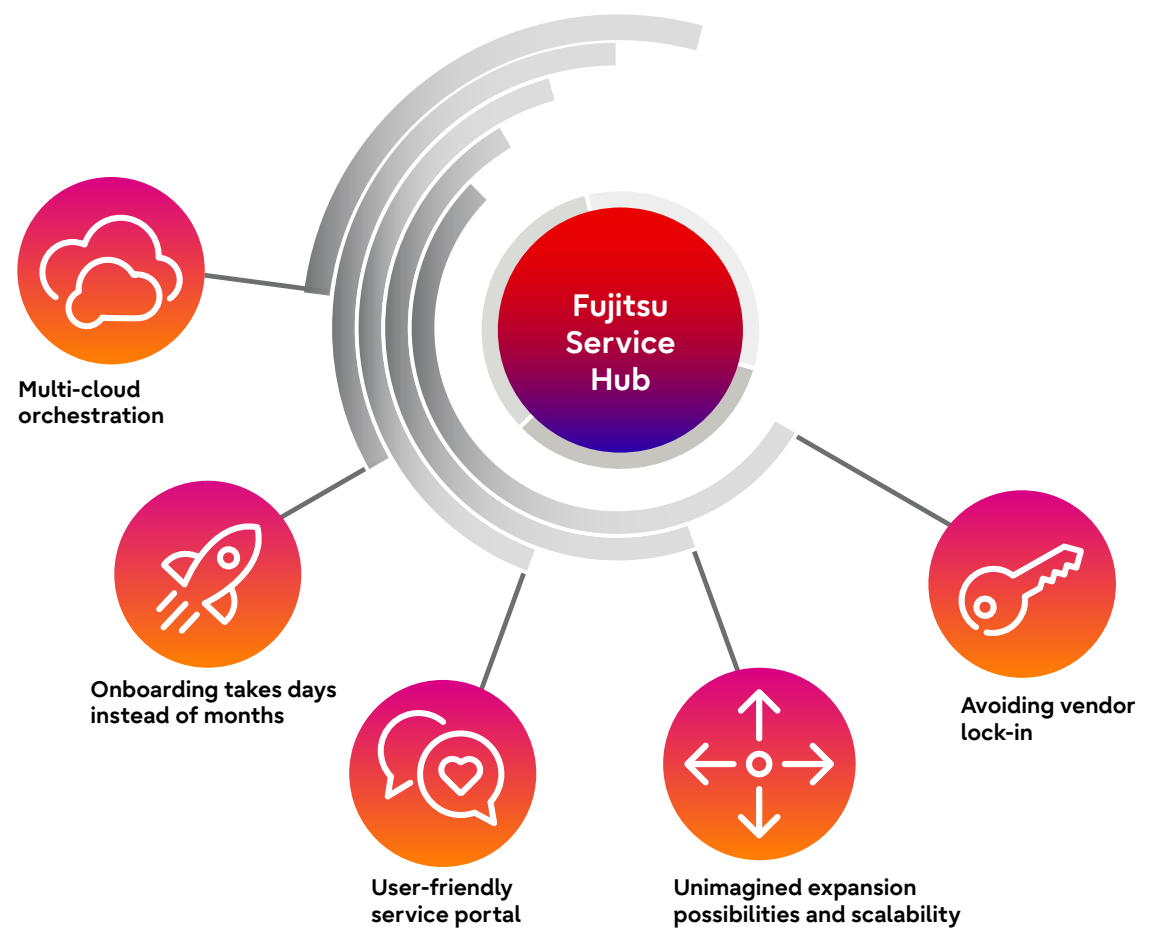 Fujitsu
Service
Hub
Multi-cloud
orchestration
Onboarding takes days
instead of months
User-friendly
service portal
Unimagined expansion
possibilities and scalability
Avoiding vendor
lock-in